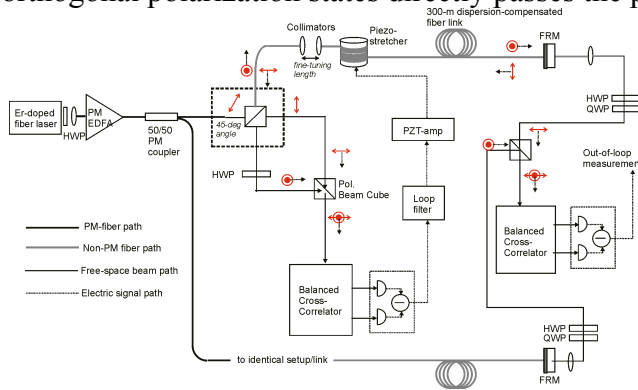 orthogonal polarization states directly passes the p
300-m dispersion-compensated
fiber link
Collimators
Piezo-
stretcher
FRM
fine-tuning
length
Er-doped
fiber laser
HWP
PM
EDFA
50/50
PM
coupler
45-deg
angle
HWP
QWP
PZT-amp
Out-of-loop
measurement
HWP
Pol.
Beam Cube
Loop
filter
PM-fiber path
Non-PM fiber path
Free-space beam path
Electric signal path
Balanced
Cross-
Correlator
Balanced
Cross-
Correlator
HWP
QWP
to identical setup/link
FRM